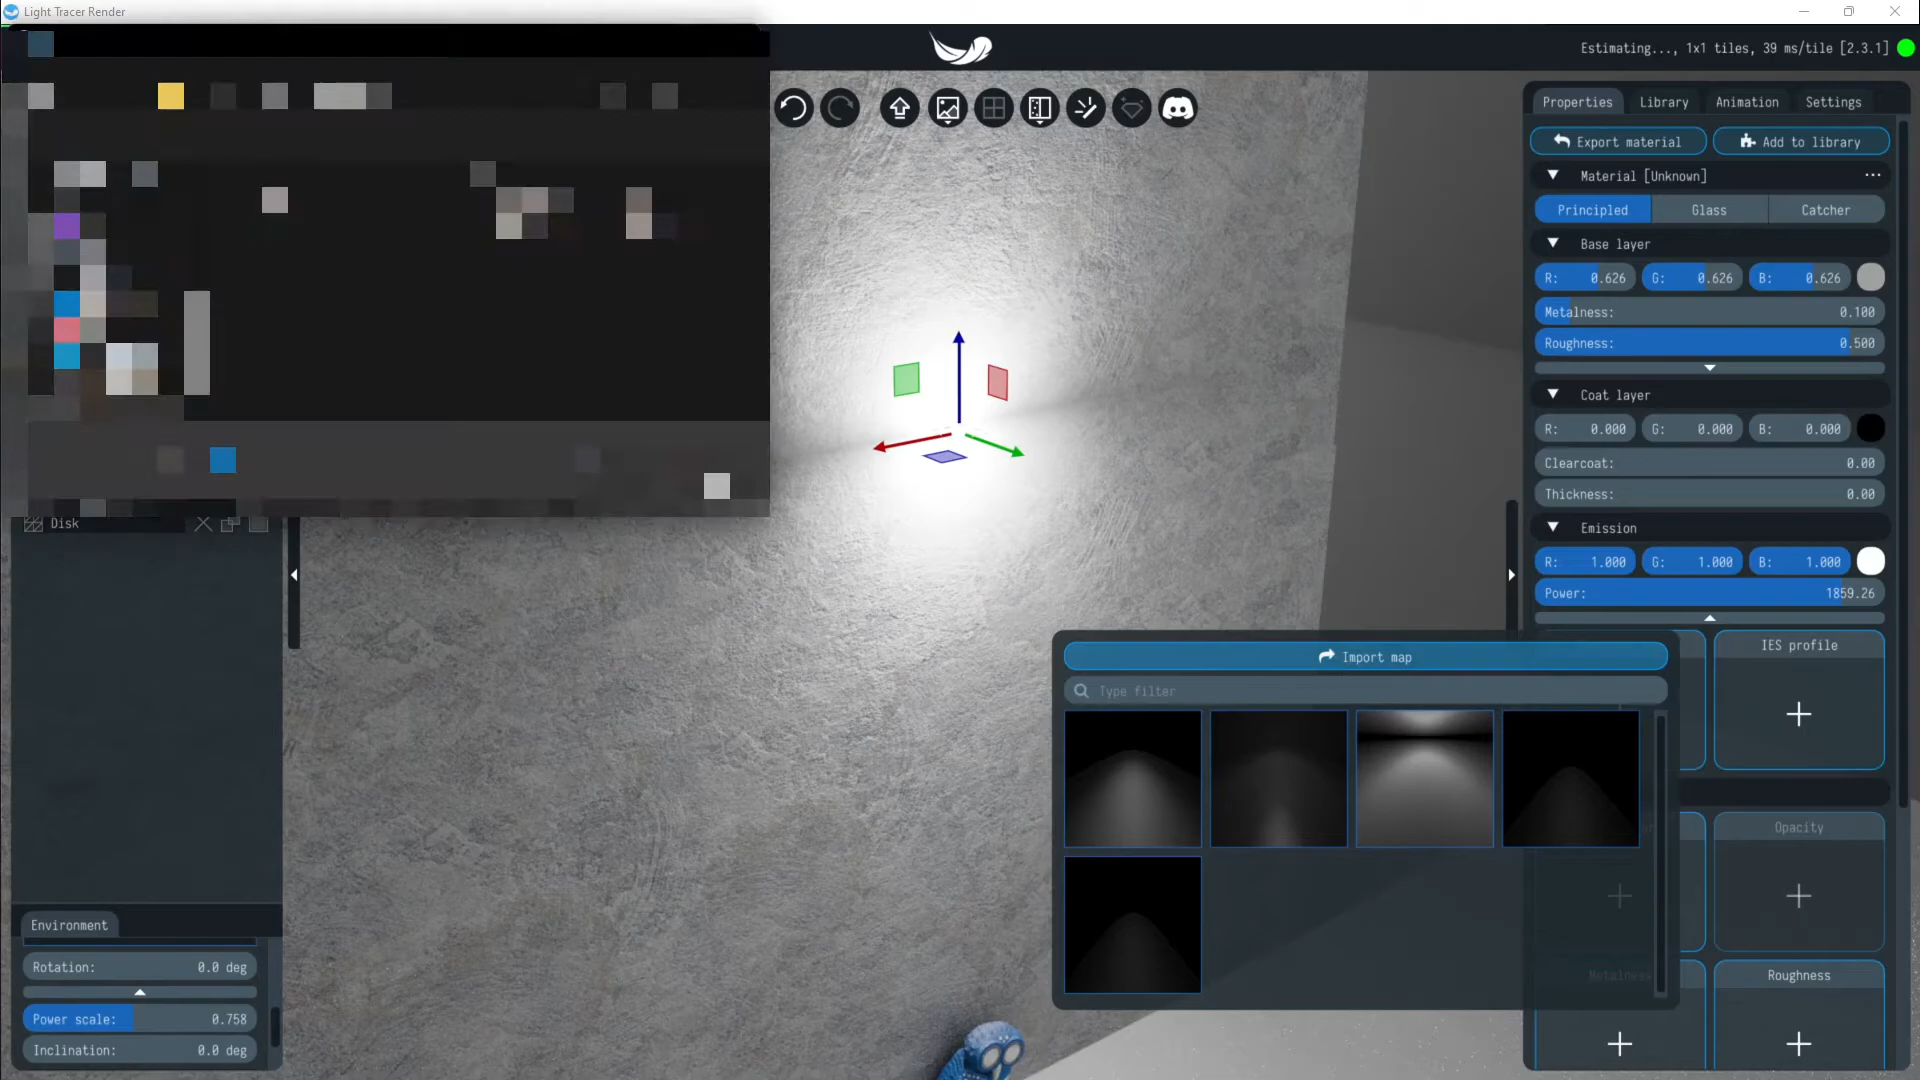 Light Tracer Render
Estimating..., 1x1 tiles, 39 ms/tile [2.3.1]
Properties
Library
Animation
Settings
Export material
Add to library
Material [Unknown]
Principled
Glass
Catcher
Base layer
R: 0.626
G: 0.626
B: 0.626
Metalness: 0.100
Roughness: 0.500
Coat layer
R: 0.000
G: 0.000
B: 0.000
Clearcoat: 0.00
Thickness: 0.00
Emission
R: 1.000
G: 1.000
B: 1.000
Power: 1859.26
IES profile
Import map
Type filter
Opacity
Metalness
Roughness
Disk
Environment
Rotation: 0.0 deg
Power scale: 0.758
Inclination: 0.0 deg